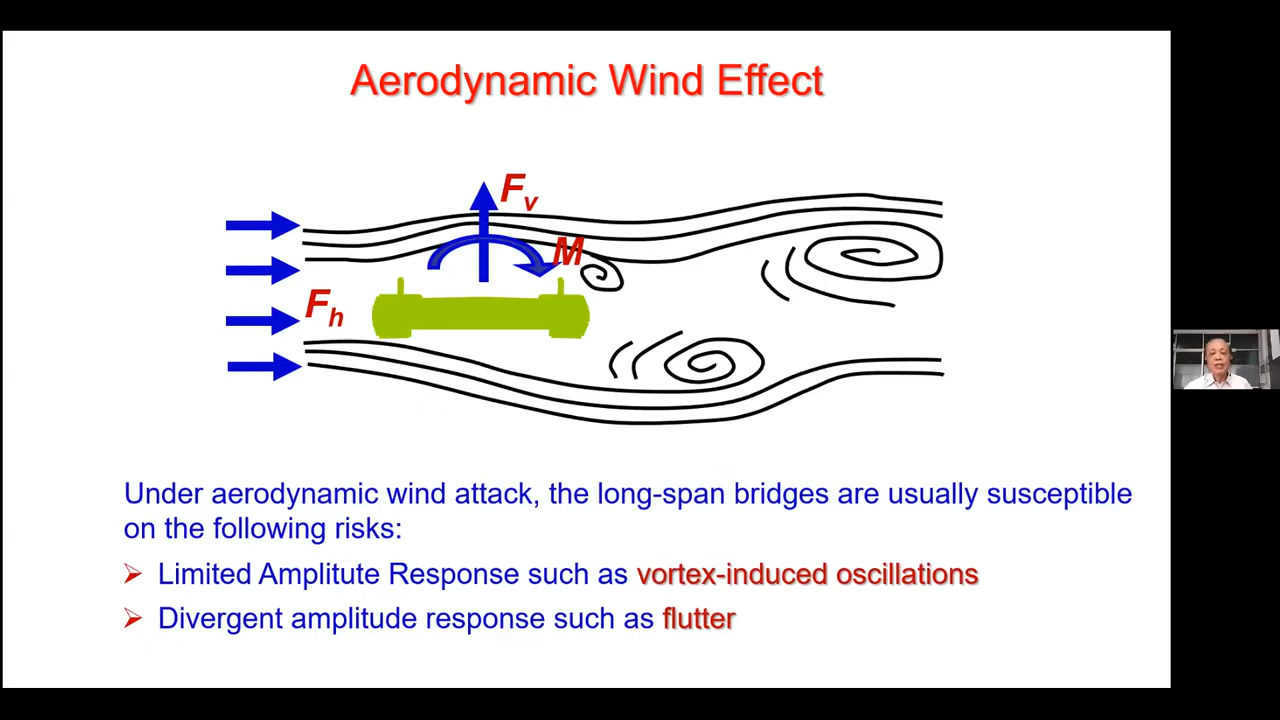 Aerodynamic Wind Effect
Fv
M
Fh
Under aerodynamic wind attack, the long-span bridges are usually susceptible
on the following risks:
Limited Amplitute Response such as vortex-induced oscillations
Divergent amplitude response such as flutter